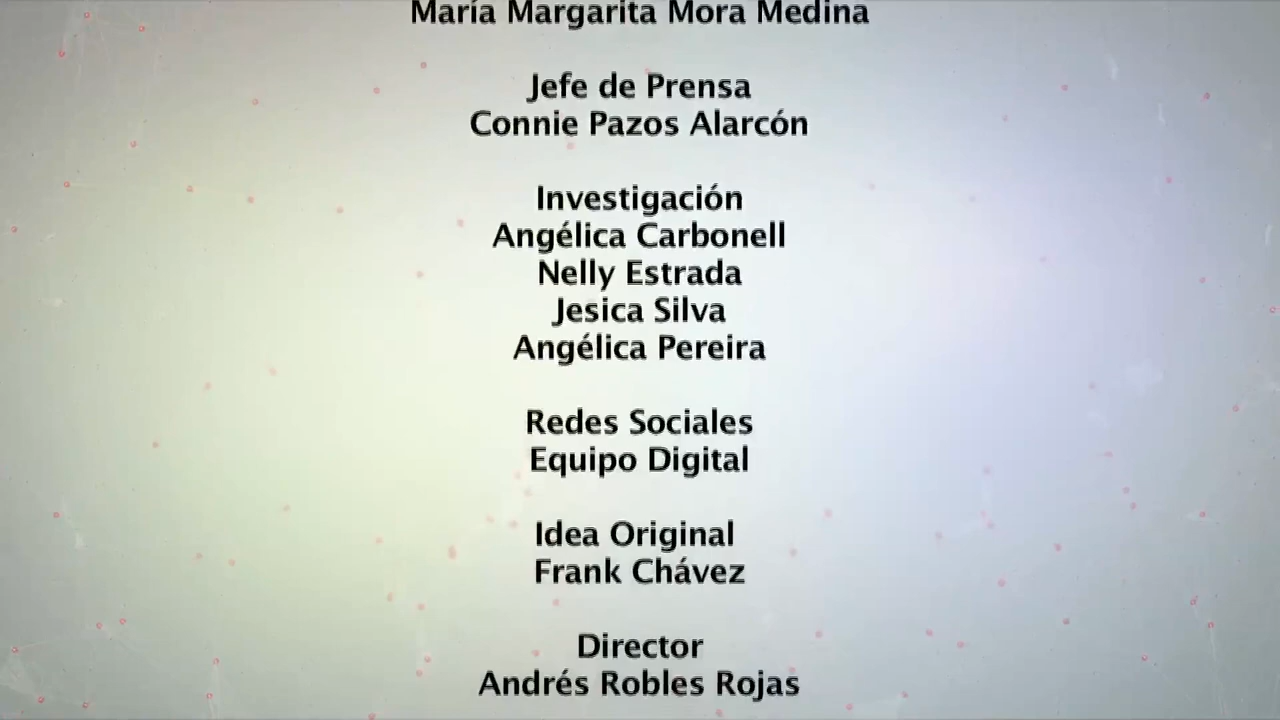 María Margarita Mora Medina
Jefe de Prensa
Connie Pazos Alarcón
Investigación
Angélica Carbonell
Nelly Estrada
Jesica Silva
Angélica Pereira
Redes Sociales
Equipo Digital
Idea Original
Frank Chávez
Director
Andrés Robles Rojas